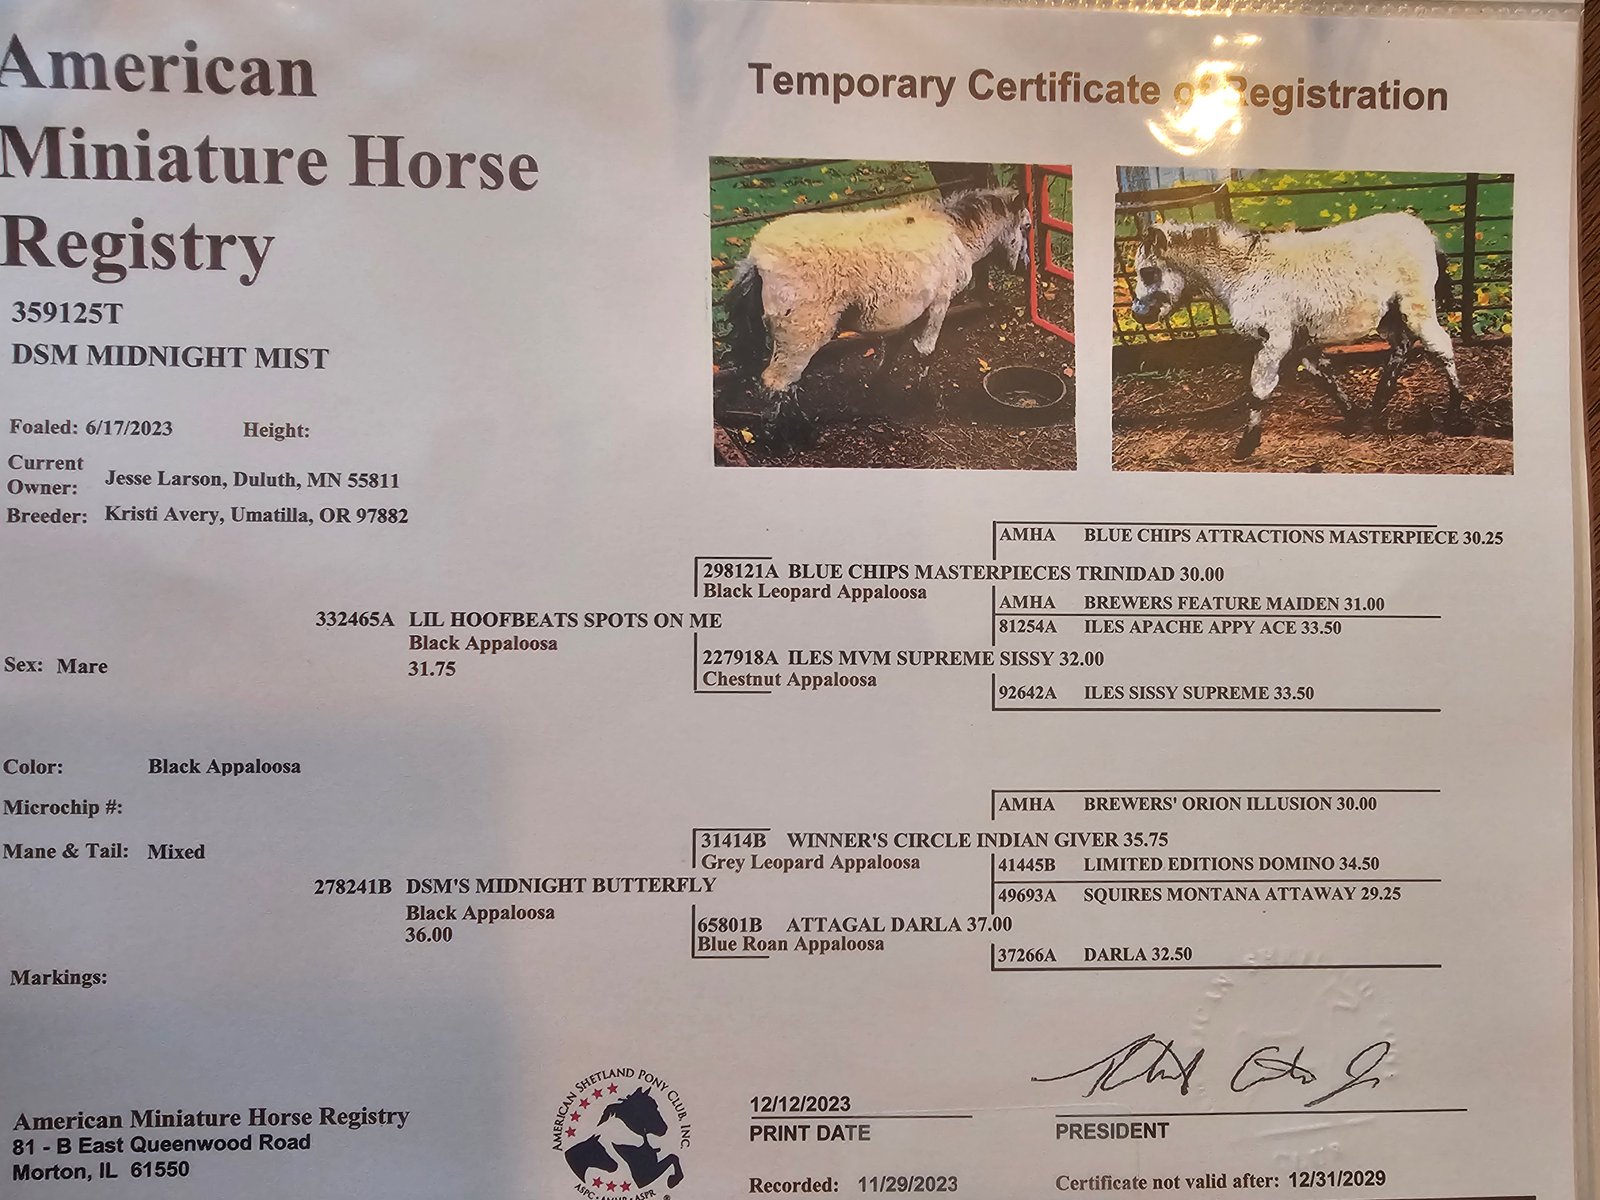 American
Miniature Horse
Registry
Temporary Certificate of Registration
359125T
DSM MIDNIGHT MIST
Foaled: 6/17/2023 Height:
Current
Owner: Jesse Larson, Duluth, MN 55811
Breeder: Kristi Avery, Umatilla, OR 97882
AMHA BLUE CHIPS ATTRACTIONS MASTERPIECE 30.25
298121A BLUE CHIPS MASTERPIECES TRINIDAD 30.00
Black Leopard Appaloosa
AMHA BREWERS FEATURE MAIDEN 31.00
332465A LIL HOOFBEATS SPOTS ON ME
81254A ILES APACHE APPY ACE 33.50
Black Appaloosa
31.75
Sex: Mare
227918A ILES MVM SUPREME SISSY 32.00
Chestnut Appaloosa
92642A ILES SISSY SUPREME 33.50
Color: Black Appaloosa
Microchip #:
AMHA BREWERS' ORION ILLUSION 30.00
Mane & Tail: Mixed
31414B WINNER'S CIRCLE INDIAN GIVER 35.75
Grey Leopard Appaloosa
41445B LIMITED EDITIONS DOMINO 34.50
278241B DSM'S MIDNIGHT BUTTERFLY
49693A SQUIRES MONTANA ATTAWAY 29.25
Black Appaloosa
36.00
65801B ATTAGAL DARLA 37.00
Blue Roan Appaloosa
37266A DARLA 32.50
Markings:
American Miniature Horse Registry
81 - B East Queenwood Road
Morton, IL 61550
AMERICAN SHETLAND PONY CLUB, INC.
ASPC • AMHR • ASPR
12/12/2023
PRINT DATE
PRESIDENT
Recorded: 11/29/2023
Certificate not valid after: 12/31/2029